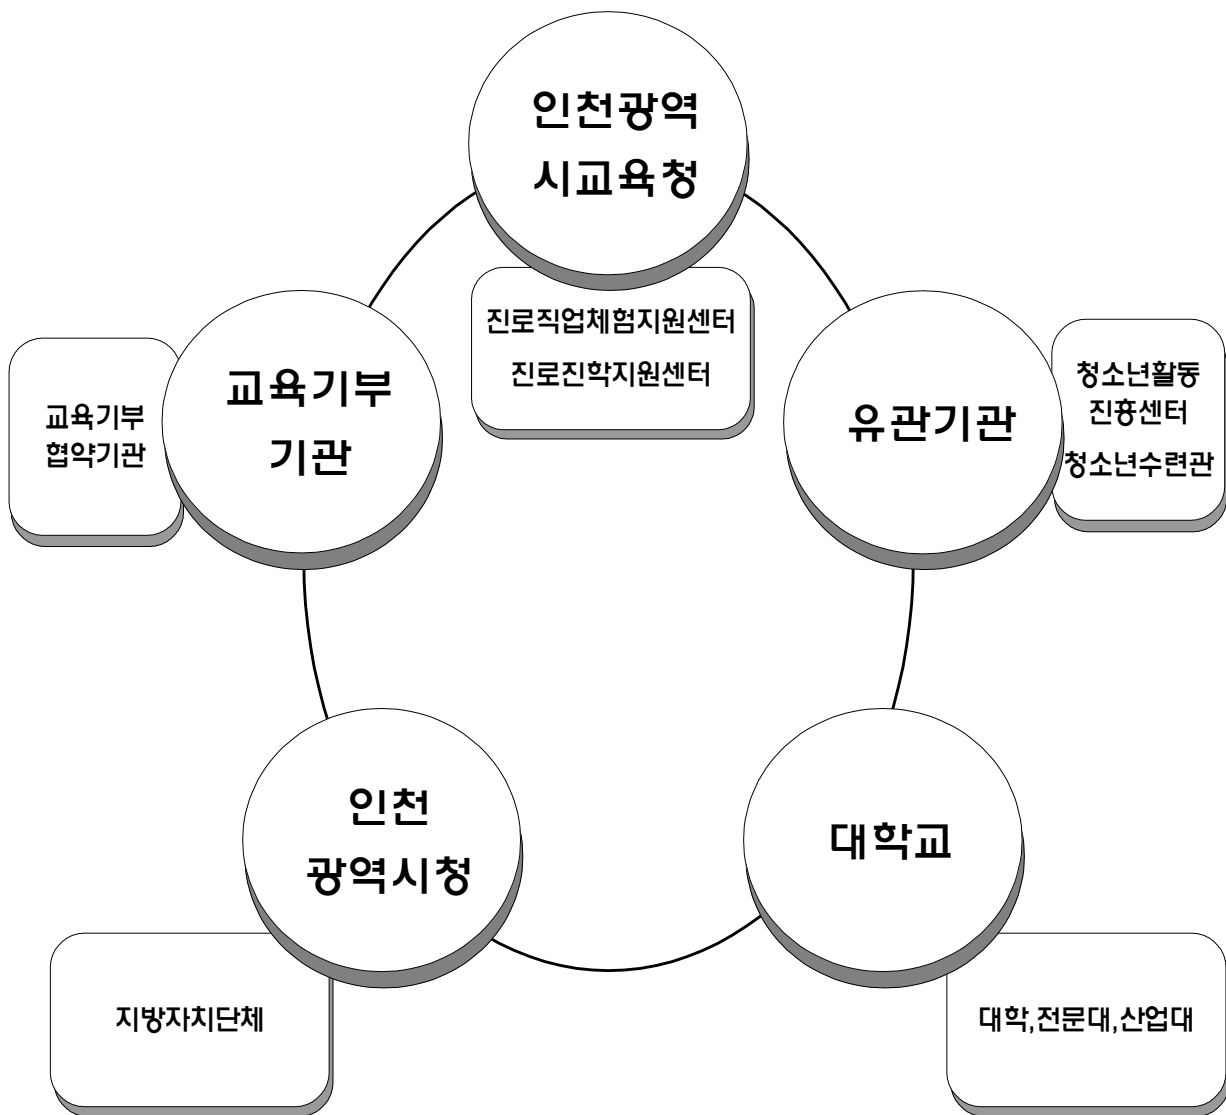 인천광역
시교육청
진로직업체험지원센터
진로진학지원센터
교육기부
기관
교육기부
협약기관
유관기관
청소년활동
진흥센터
청소년수련관
인천
광역시청
지방자치단체
대학교
대학,전문대,산업대